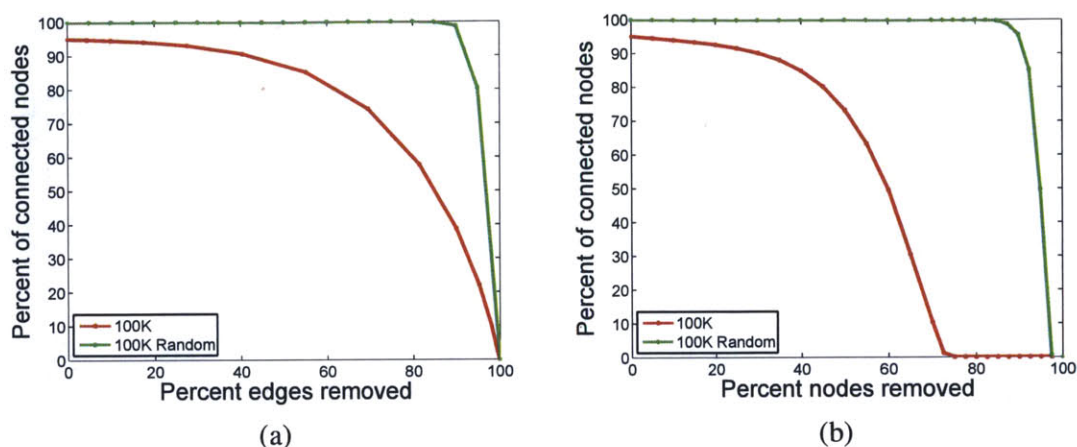 Percent of connected nodes
100
90
80
70
60
50
40
30
20
10
0
100K
100K Random
0 20 40 60 80 100
Percent edges removed
(a)
Percent of connected nodes
100
90
80
70
60
50
40
30
20
10
0
100K
100K Random
0 20 40 60 80 100
Percent nodes removed
(b)